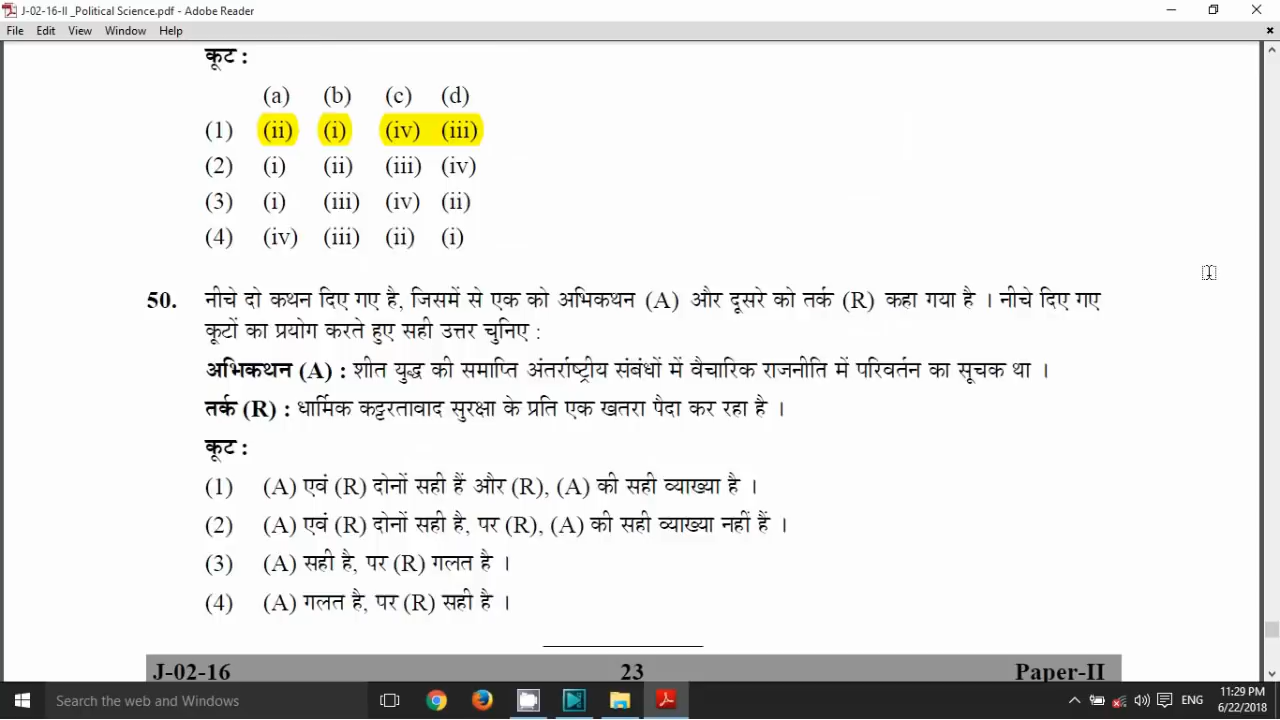 J-02-16-II _Political Science.pdf - Adobe Reader
File Edit View Window Help
कूट :
(a) (b) (c) (d)
(1) (ii) (i) (iv) (iii)
(2) (i) (ii) (iii) (iv)
(3) (i) (iii) (iv) (ii)
(4) (iv) (iii) (ii) (i)
50. नीचे दो कथन दिए गए है, जिसमें से एक को अभिकथन (A) और दूसरे को तर्क (R) कहा गया है । नीचे दिए गए
कूटों का प्रयोग करते हुए सही उत्तर चुनिए :
अभिकथन (A) : शीत युद्ध की समाप्ति अंतर्राष्ट्रीय संबंधों में वैचारिक राजनीति में परिवर्तन का सूचक था ।
तर्क (R) : धार्मिक कट्टरतावाद सुरक्षा के प्रति एक खतरा पैदा कर रहा है ।
कूट :
(1) (A) एवं (R) दोनों सही हैं और (R), (A) की सही व्याख्या है ।
(2) (A) एवं (R) दोनों सही है, पर (R), (A) की सही व्याख्या नहीं हैं ।
(3) (A) सही है, पर (R) गलत है ।
(4) (A) गलत है, पर (R) सही है ।
J-02-16 23 Paper-II
Search the web and Windows
ENG
11:29 PM
6/22/2018